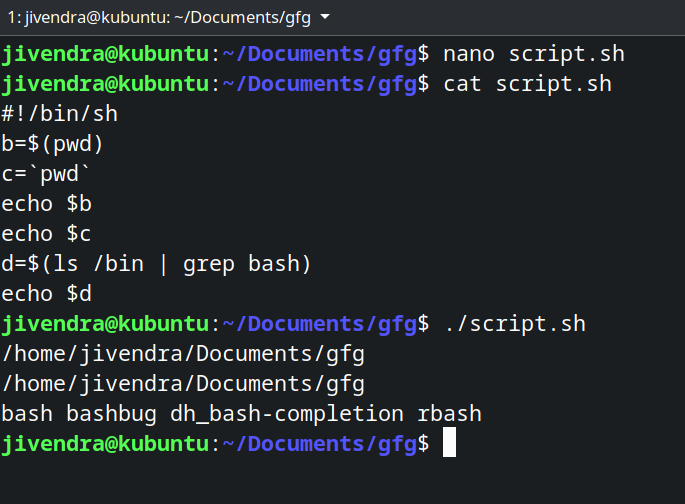 1: jivendra@kubuntu: ~/Documents/gfg
jivendra@kubuntu:~/Documents/gfg$ nano script.sh
jivendra@kubuntu:~/Documents/gfg$ cat script.sh
#!/bin/sh
b=$(pwd)
c=`pwd`
echo $b
echo $c
d=$(ls /bin | grep bash)
echo $d
jivendra@kubuntu:~/Documents/gfg$ ./script.sh
/home/jivendra/Documents/gfg
/home/jivendra/Documents/gfg
bash bashbug dh_bash-completion rbash
jivendra@kubuntu:~/Documents/gfg$